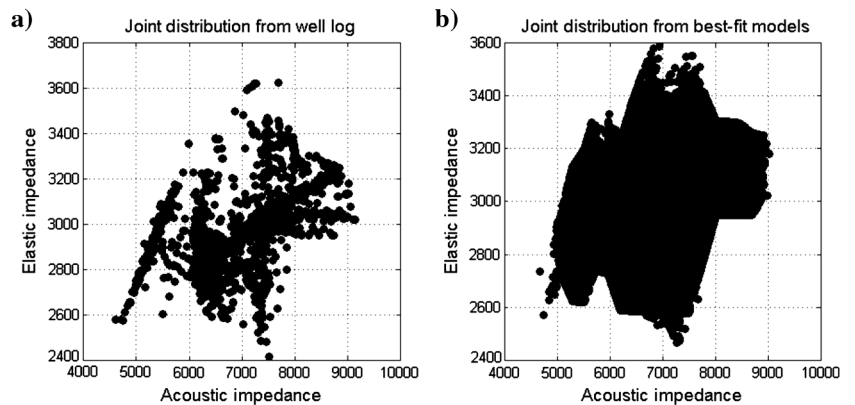 a)
Joint distribution from well log
3800
3600
3400
3200
3000
2800
2600
2400
Elastic impedance
4000 5000 6000 7000 8000 9000 10000
Acoustic impedance
b)
Joint distribution from best-fit models
3600
3400
3200
3000
2800
2600
2400
Elastic impedance
4000 5000 6000 7000 8000 9000 10000
Acoustic impedance